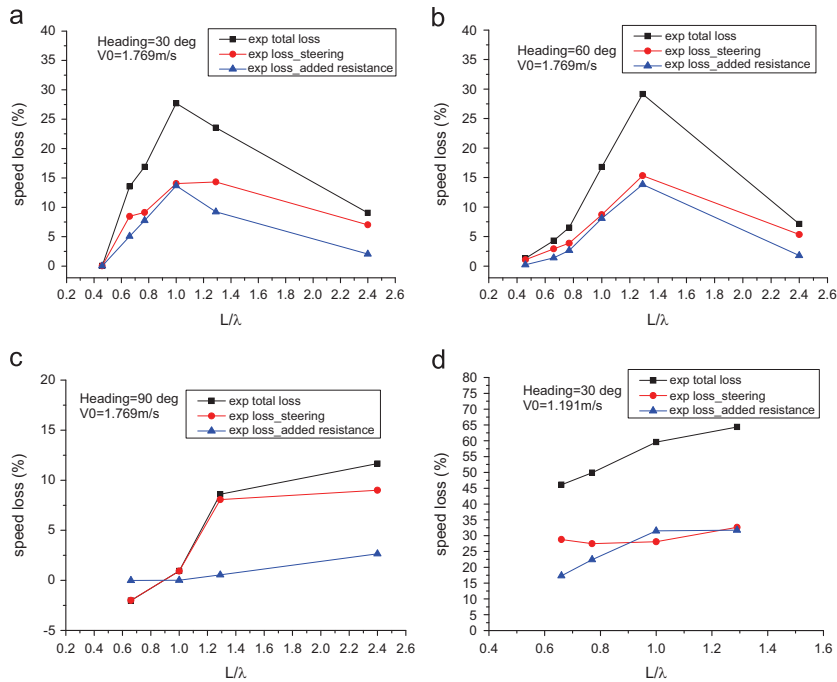 a
Heading=30 deg
V0=1.769m/s
exp total loss
exp loss_steering
exp loss_added resistance
speed loss (%)
40
35
30
25
20
15
10
5
0
0.2 0.4 0.6 0.8 1.0 1.2 1.4 1.6 1.8 2.0 2.2 2.4 2.6
L/λ
b
Heading=60 deg
V0=1.769m/s
exp total loss
exp loss_steering
exp loss_added resistance
speed loss (%)
40
35
30
25
20
15
10
5
0
0.2 0.4 0.6 0.8 1.0 1.2 1.4 1.6 1.8 2.0 2.2 2.4 2.6
L/λ
c
Heading=90 deg
V0=1.769m/s
exp total loss
exp loss_steering
exp loss_added resistance
speed loss (%)
20
15
10
5
0
-5
0.2 0.4 0.6 0.8 1.0 1.2 1.4 1.6 1.8 2.0 2.2 2.4 2.6
L/λ
d
Heading=30 deg
V0=1.191m/s
exp total loss
exp loss_steering
exp loss_added resistance
speed loss (%)
80
75
70
65
60
55
50
45
40
35
30
25
20
15
10
5
0
0.4 0.6 0.8 1.0 1.2 1.4 1.6
L/λ